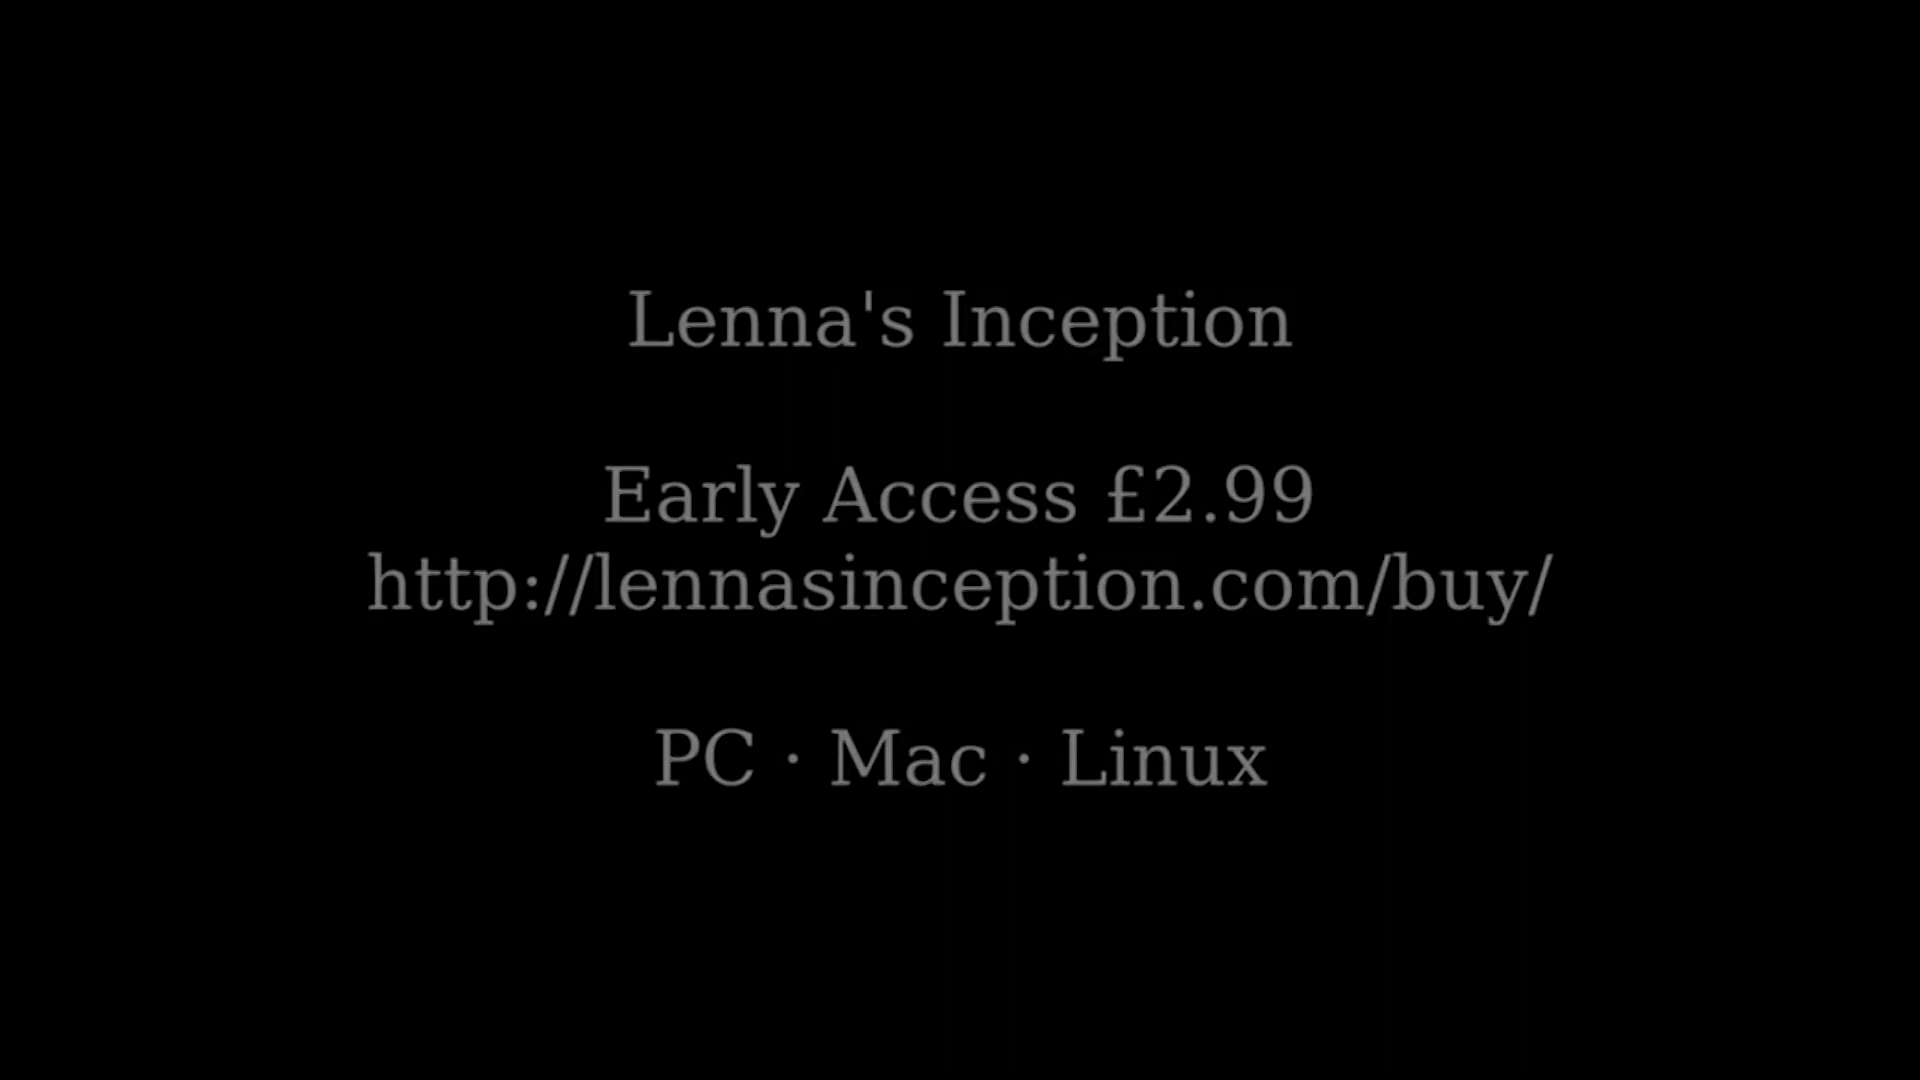 Lenna's Inception
Early Access £2.99
http://lennasinception.com/buy/
PC · Mac · Linux